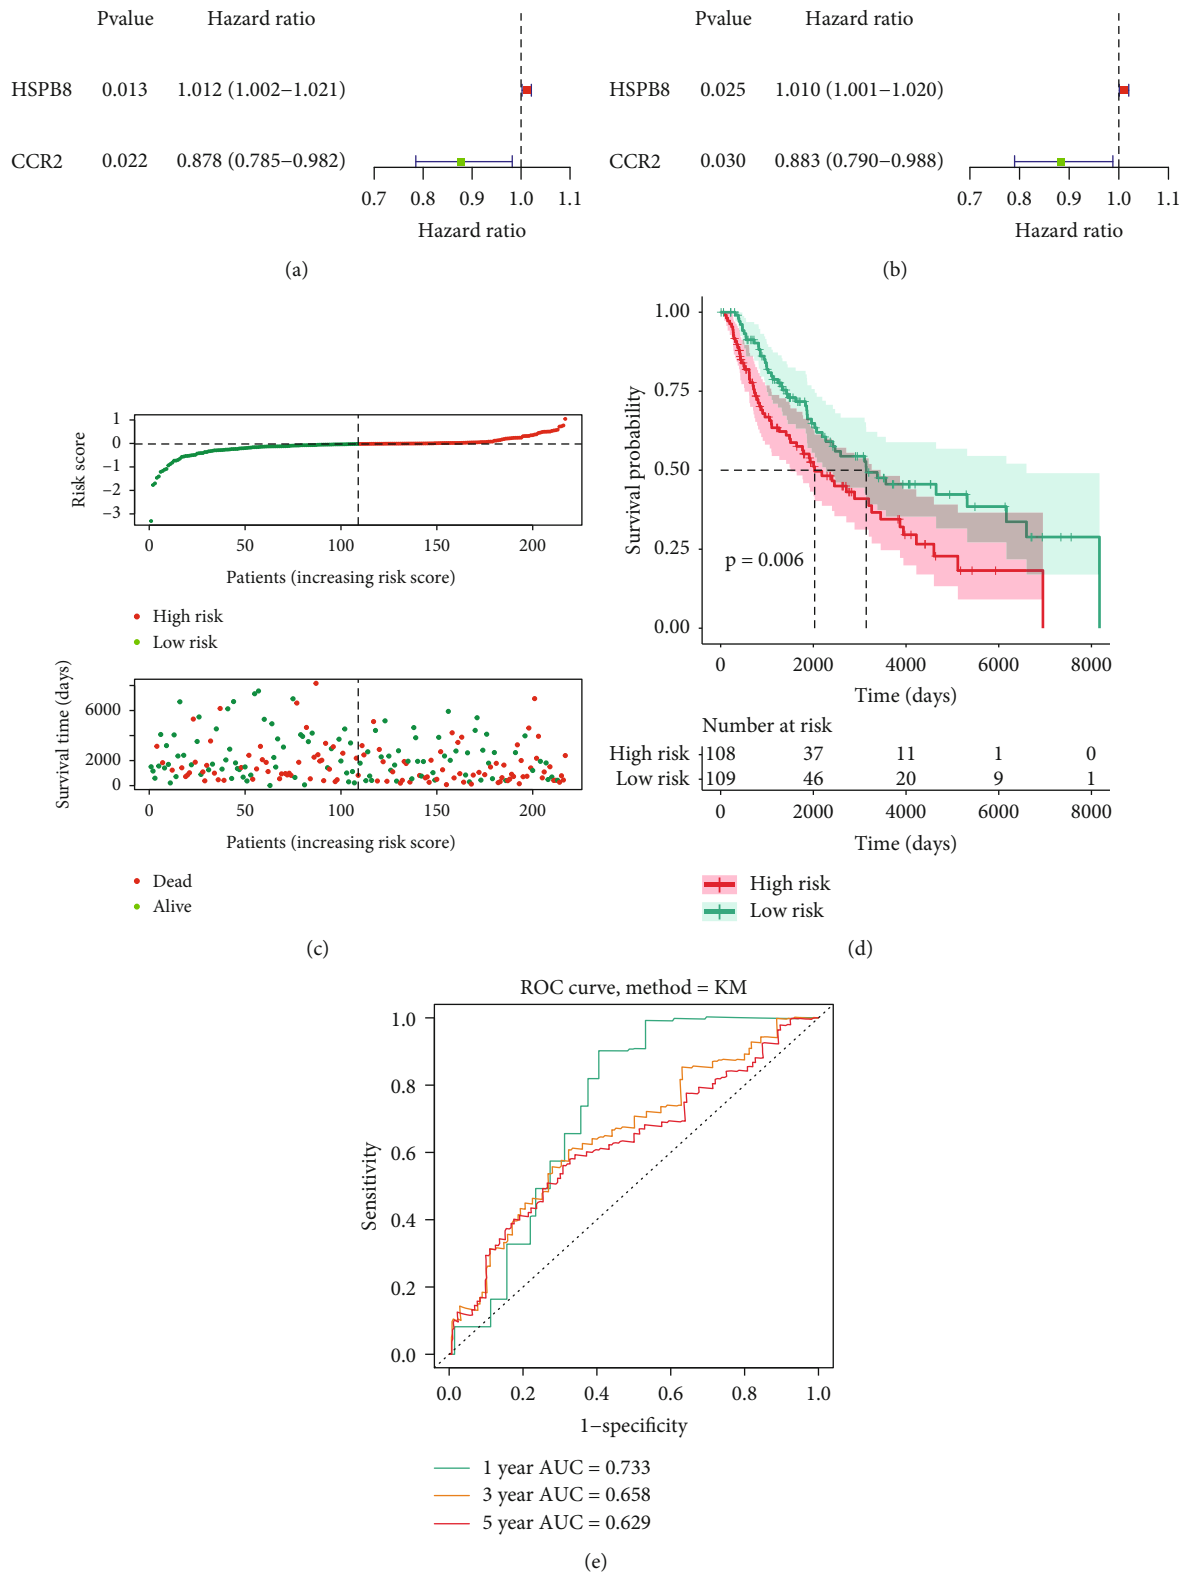 Pvalue Hazard ratio
HSPB8 0.013 1.012 (1.002−1.021)
CCR2 0.022 0.878 (0.785−0.982)
0.7 0.8 0.9 1.0 1.1
Hazard ratio
(a)
Pvalue Hazard ratio
HSPB8 0.025 1.010 (1.001−1.020)
CCR2 0.030 0.883 (0.790−0.988)
0.7 0.8 0.9 1.0 1.1
Hazard ratio
(b)
Risk score
1
0
−1
−2
−3
0 50 100 150 200
Patients (increasing risk score)
High risk
Low risk
Survival time (days)
6000
2000
0
0 50 100 150 200
Patients (increasing risk score)
Dead
Alive
(c)
Survival probability
1.00
0.75
0.50
0.25
0.00
p = 0.006
0 2000 4000 6000 8000
Time (days)
Number at risk
High risk 108 37 11 1 0
Low risk 109 46 20 9 1
0 2000 4000 6000 8000
Time (days)
High risk
Low risk
(d)
ROC curve, method = KM
Sensitivity
1.0
0.8
0.6
0.4
0.2
0.0
0.0 0.2 0.4 0.6 0.8 1.0
1−specificity
1 year AUC = 0.733
3 year AUC = 0.658
5 year AUC = 0.629
(e)